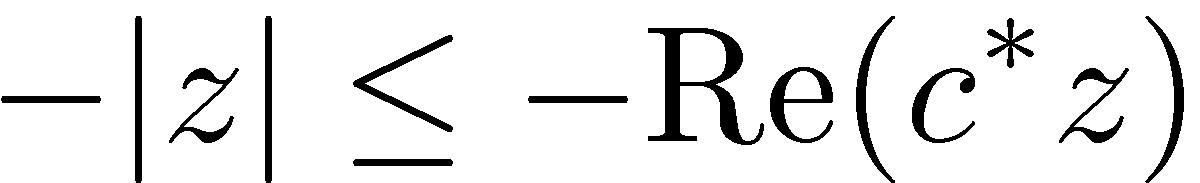 −|z| ≤ −Re(c* z)